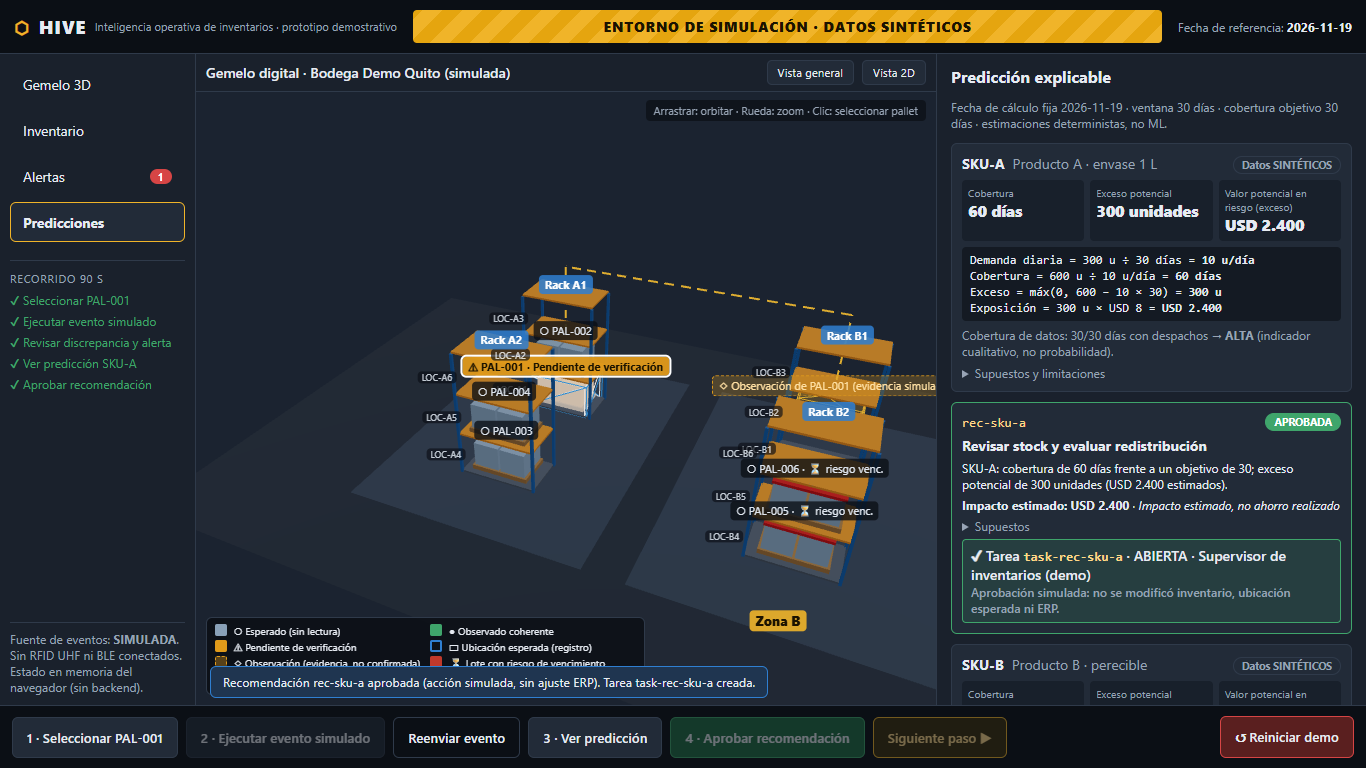 HIVE
Inteligencia operativa de inventarios · prototipo demostrativo
ENTORNO DE SIMULACIÓN · DATOS SINTÉTICOS
Fecha de referencia: 2026-11-19
Gemelo 3D
Inventario
Alertas 1
Predicciones
RECORRIDO 90 S
✓ Seleccionar PAL-001
✓ Ejecutar evento simulado
✓ Revisar discrepancia y alerta
✓ Ver predicción SKU-A
✓ Aprobar recomendación
Fuente de eventos: SIMULADA.
Sin RFID UHF ni BLE conectados.
Estado en memoria del
navegador (sin backend).
Gemelo digital · Bodega Demo Quito (simulada)
Vista general
Vista 2D
Arrastrar: orbitar · Rueda: zoom · Clic: seleccionar pallet
Rack A1
LOC-A3
○ PAL-002
Rack A2
LOC-A2
⚠ PAL-001 · Pendiente de verificación
LOC-A6
○ PAL-004
LOC-A5
○ PAL-003
LOC-A4
Rack B1
LOC-B3
◇ Observación de PAL-001 (evidencia simula
LOC-B2
Rack B2
LOC-B1
LOC-B6
○ PAL-006 · ⏳ riesgo venc.
LOC-B5
○ PAL-005 · ⏳ riesgo venc.
LOC-B4
Zona B
○ Esperado (sin lectura)
● Observado coherente
⚠ Pendiente de verificación
▭ Ubicación esperada (registro)
◇ Observación (evidencia, no confirmada)
⏳ Lote con riesgo de vencimiento
Recomendación rec-sku-a aprobada (acción simulada, sin ajuste ERP). Tarea task-rec-sku-a creada.
Predicción explicable
Fecha de cálculo fija 2026-11-19 · ventana 30 días · cobertura objetivo 30
días · estimaciones deterministas, no ML.
SKU-A Producto A · envase 1 L
Datos SINTÉTICOS
Cobertura
60 días
Exceso potencial
300 unidades
Valor potencial en
riesgo (exceso)
USD 2.400
Demanda diaria = 300 u ÷ 30 días = 10 u/día
Cobertura = 600 u ÷ 10 u/día = 60 días
Exceso = máx(0, 600 − 10 × 30) = 300 u
Exposición = 300 u × USD 8 = USD 2.400
Cobertura de datos: 30/30 días con despachos → ALTA (indicador
cualitativo, no probabilidad).
▶ Supuestos y limitaciones
rec-sku-a
APROBADA
Revisar stock y evaluar redistribución
SKU-A: cobertura de 60 días frente a un objetivo de 30; exceso
potencial de 300 unidades (USD 2.400 estimados).
Impacto estimado: USD 2.400 · Impacto estimado, no ahorro realizado
▶ Supuestos
✓ Tarea task-rec-sku-a · ABIERTA · Supervisor de
inventarios (demo)
Aprobación simulada: no se modificó inventario, ubicación
esperada ni ERP.
SKU-B Producto B · perecible
Datos SINTÉTICOS
Cobertura
Exceso potencial
Valor potencial en
1 · Seleccionar PAL-001
2 · Ejecutar evento simulado
Reenviar evento
3 · Ver predicción
4 · Aprobar recomendación
Siguiente paso ▶
↺ Reiniciar demo